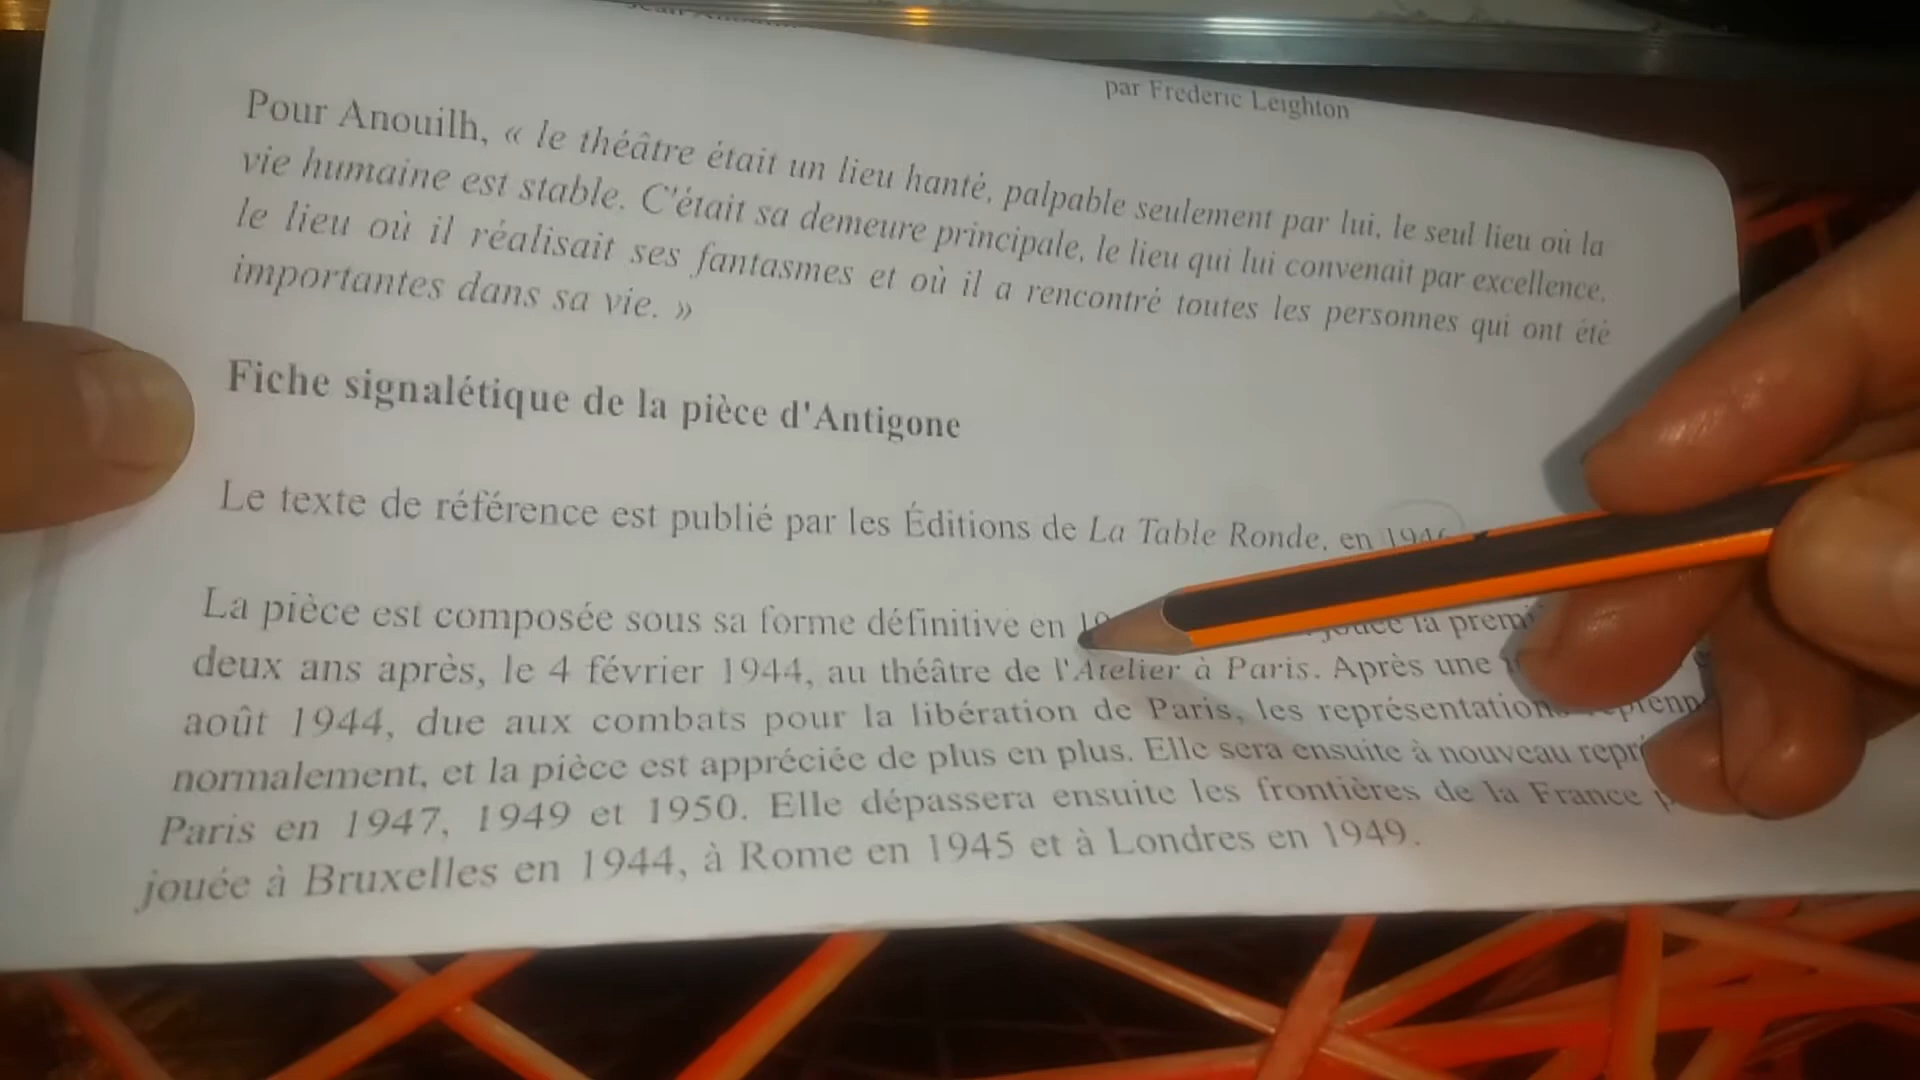 par Frederic Leighton
Pour Anouilh, « le théâtre était un lieu hanté, palpable seulement par lui, le seul lieu où la
vie humaine est stable. C'était sa demeure principale, le lieu qui lui convenait par excellence,
le lieu où il réalisait ses fantasmes et où il a rencontré toutes les personnes qui ont été
importantes dans sa vie. »
Fiche signalétique de la pièce d'Antigone
Le texte de référence est publié par les Éditions de La Table Ronde, en 1946
La pièce est composée sous sa forme définitive en jouée la
deux ans après, le 4 février 1944, au théâtre de l'Atelier à Paris. Après une
août 1944, due aux combats pour la libération de Paris, les représentations
normalement, et la pièce est appréciée de plus en plus. Elle sera ensuite à nouveau
Paris en 1947, 1949 et 1950. Elle dépassera ensuite les frontières de la France
jouée à Bruxelles en 1944, à Rome en 1945 et à Londres en 1949.